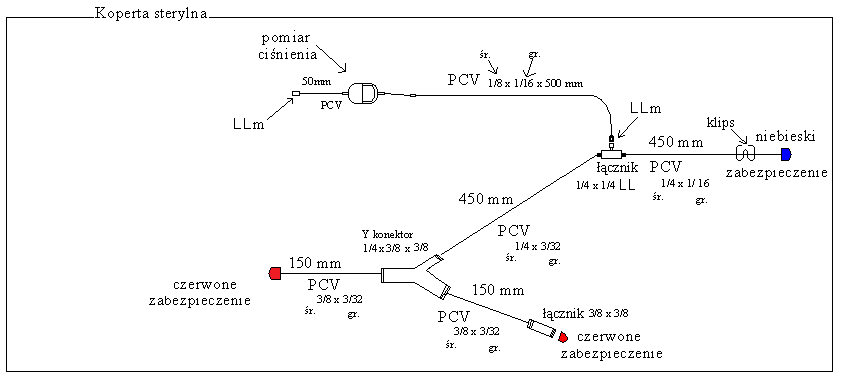 Koperta sterylna
pomiar
ciśnienia
śr.
gr.
50mm
PCV
PCV 1/8 x 1/16 x 500 mm
LLm
LLm
klips
niebieski
zabezpieczenie
450 mm
PCV
1/4 x 1/16
śr.
gr.
łącznik
1/4 x 1/4 LL
450 mm
PCV
1/4 x 3/32
śr.
gr.
Y konektor
1/4 x 3/8 x 3/8
150 mm
PCV
3/8 x 3/32
śr.
gr.
czerwone
zabezpieczenie
150 mm
PCV
3/8 x 3/32
śr.
gr.
łącznik 3/8 x 3/8
czerwone
zabezpieczenie